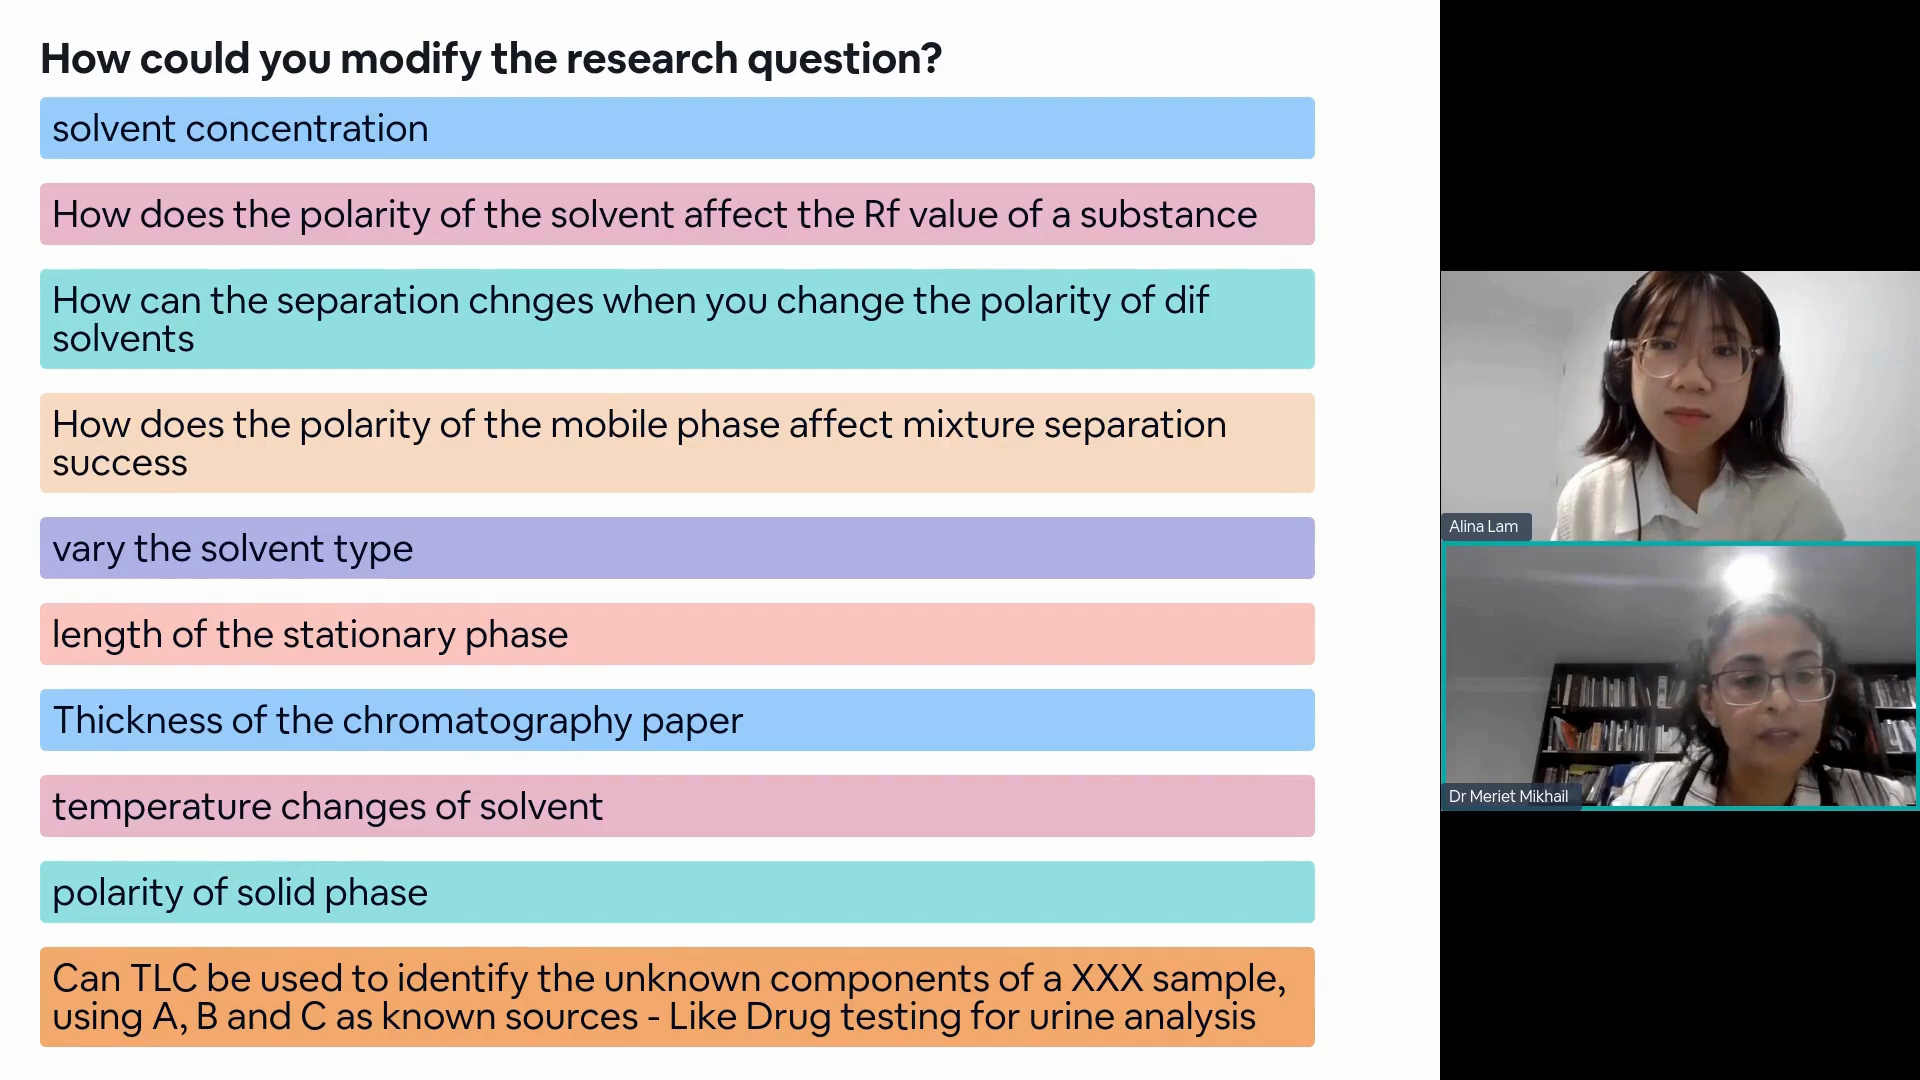 How could you modify the research question?
solvent concentration
How does the polarity of the solvent affect the Rf value of a substance
How can the separation chnges when you change the polarity of dif
solvents
How does the polarity of the mobile phase affect mixture separation
success
vary the solvent type
length of the stationary phase
Thickness of the chromatography paper
temperature changes of solvent
polarity of solid phase
Can TLC be used to identify the unknown components of a XXX sample,
using A, B and C as known sources - Like Drug testing for urine analysis
Alina Lam
Dr Meriet Mikhail